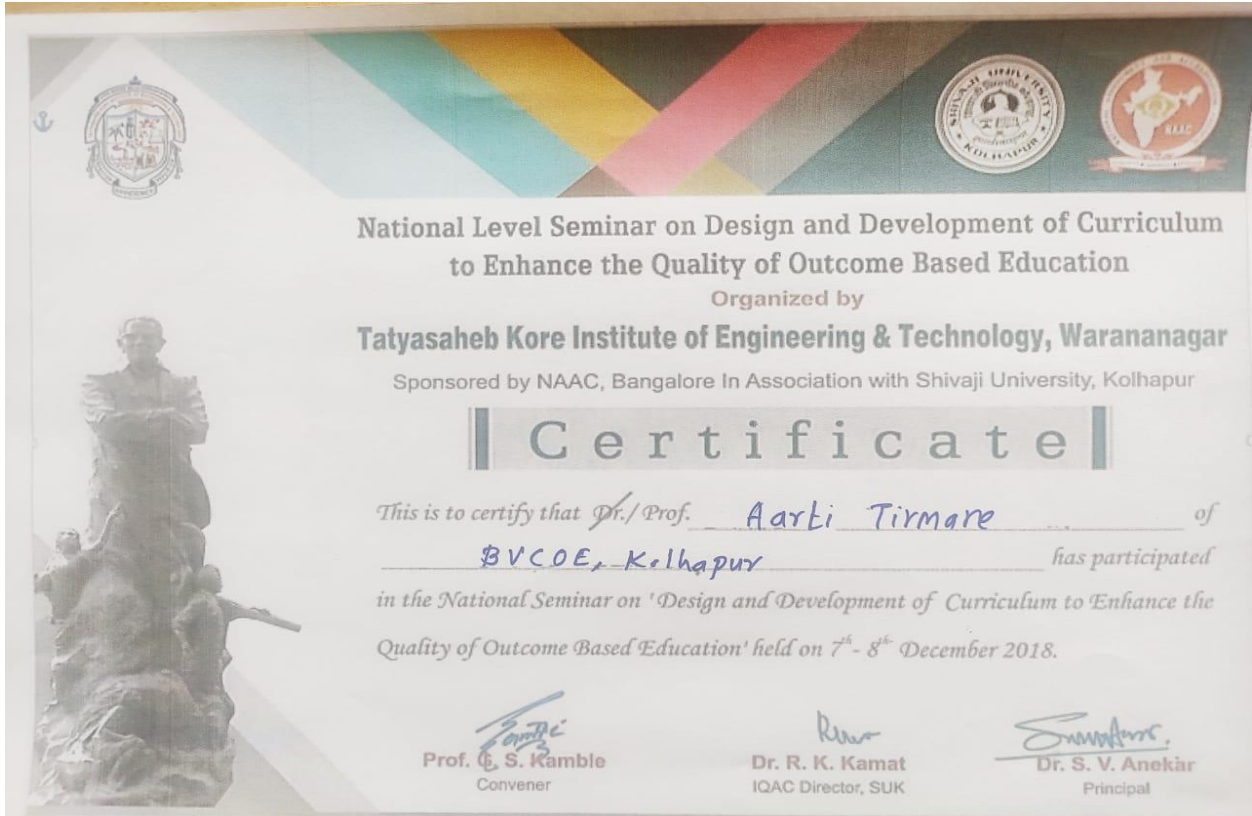 SHIVAJI UNIVERSITY
KOLHAPUR
NAAC
National Level Seminar on Design and Development of Curriculum
to Enhance the Quality of Outcome Based Education
Organized by
Tatyasaheb Kore Institute of Engineering & Technology, Warananagar
Sponsored by NAAC, Bangalore In Association with Shivaji University, Kolhapur
Certificate
This is to certify that Dr./ Prof. Aarti Tirmare of
BVCOE, Kolhapur has participated
in the National Seminar on 'Design and Development of Curriculum to Enhance the
Quality of Outcome Based Education' held on 7th- 8th December 2018.
Prof. G. S. Kamble Dr. R. K. Kamat Dr. S. V. Anekar
Convener IQAC Director, SUK Principal